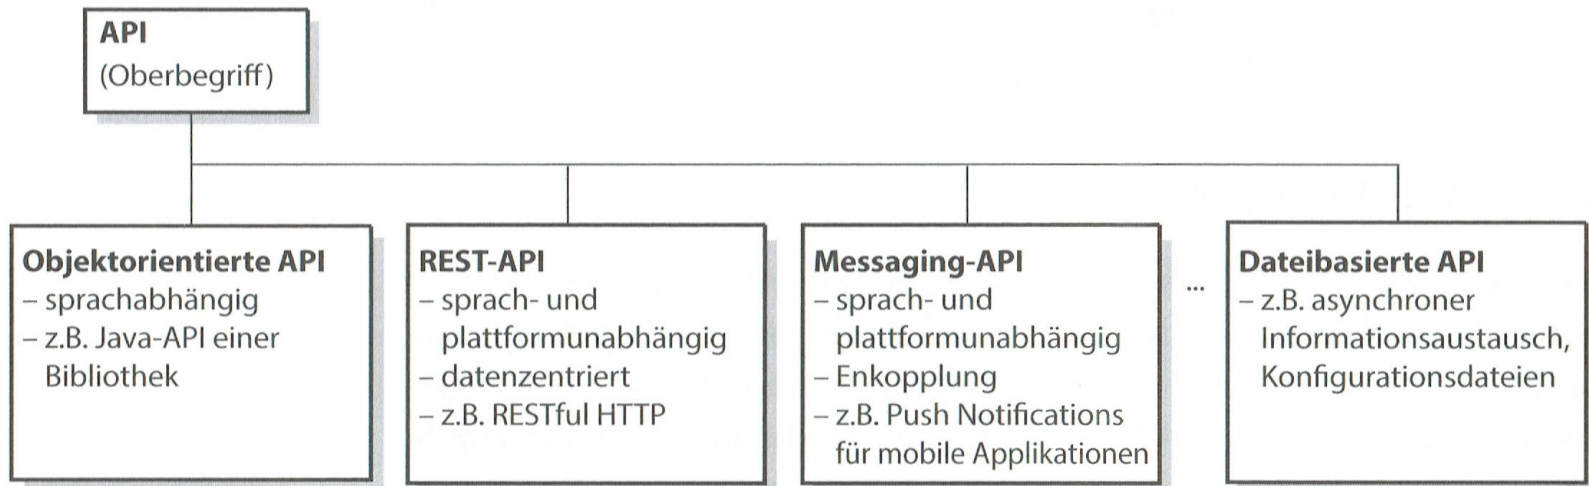 API
(Oberbegriff)
Objektorientierte API
– sprachabhängig
– z.B. Java-API einer
Bibliothek
REST-API
– sprach- und
plattformunabhängig
– datenzentriert
– z.B. RESTful HTTP
Messaging-API
– sprach- und
plattformunabhängig
– Enkopplung
– z.B. Push Notifications
für mobile Applikationen
...
Dateibasierte API
– z.B. asynchroner
Informationsaustausch,
Konfigurationsdateien